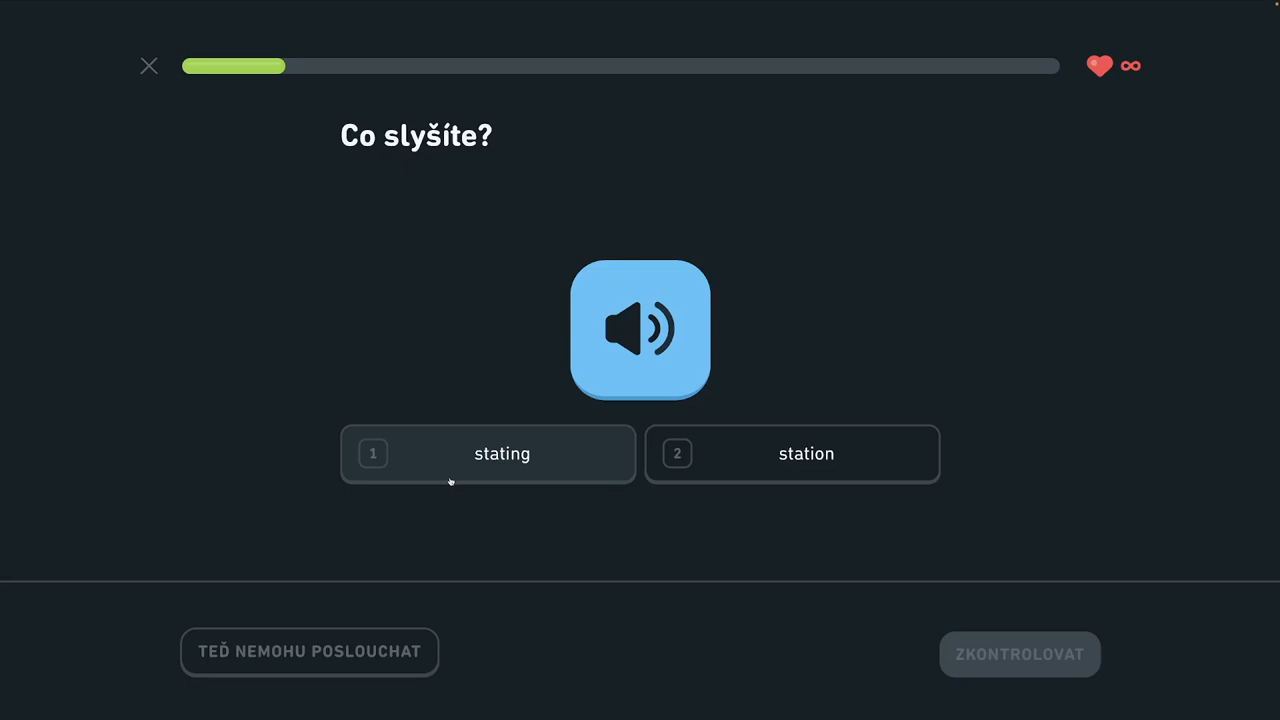 ∞
Co slyšíte?
1 stating
2 station
TEĎ NEMOHU POSLOUCHAT
ZKONTROLOVAT